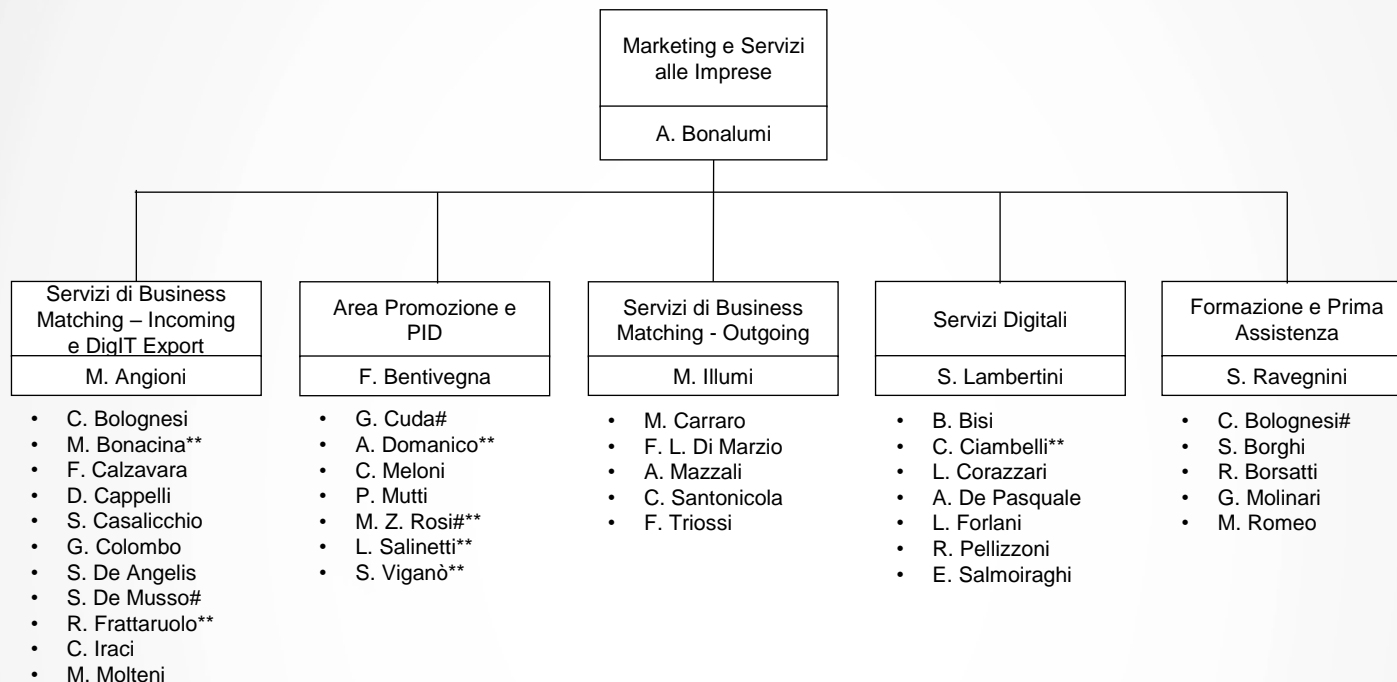 Marketing e Servizi
alle Imprese
A. Bonalumi
Servizi di Business
Matching – Incoming
e DigIT Export
M. Angioni
• C. Bolognesi
• M. Bonacina**
• F. Calzavara
• D. Cappelli
• S. Casalicchio
• G. Colombo
• S. De Angelis
• S. De Musso#
• R. Frattaruolo**
• C. Iraci
• M. Molteni
Area Promozione e
PID
F. Bentivegna
• G. Cuda#
• A. Domanico**
• C. Meloni
• P. Mutti
• M. Z. Rosi#**
• L. Salinetti**
• S. Viganò**
Servizi di Business
Matching - Outgoing
M. Illumi
• M. Carraro
• F. L. Di Marzio
• A. Mazzali
• C. Santonicola
• F. Triossi
Servizi Digitali
S. Lambertini
• B. Bisi
• C. Ciambelli**
• L. Corazzari
• A. De Pasquale
• L. Forlani
• R. Pellizzoni
• E. Salmoiraghi
Formazione e Prima
Assistenza
S. Ravegnini
• C. Bolognesi#
• S. Borghi
• R. Borsatti
• G. Molinari
• M. Romeo